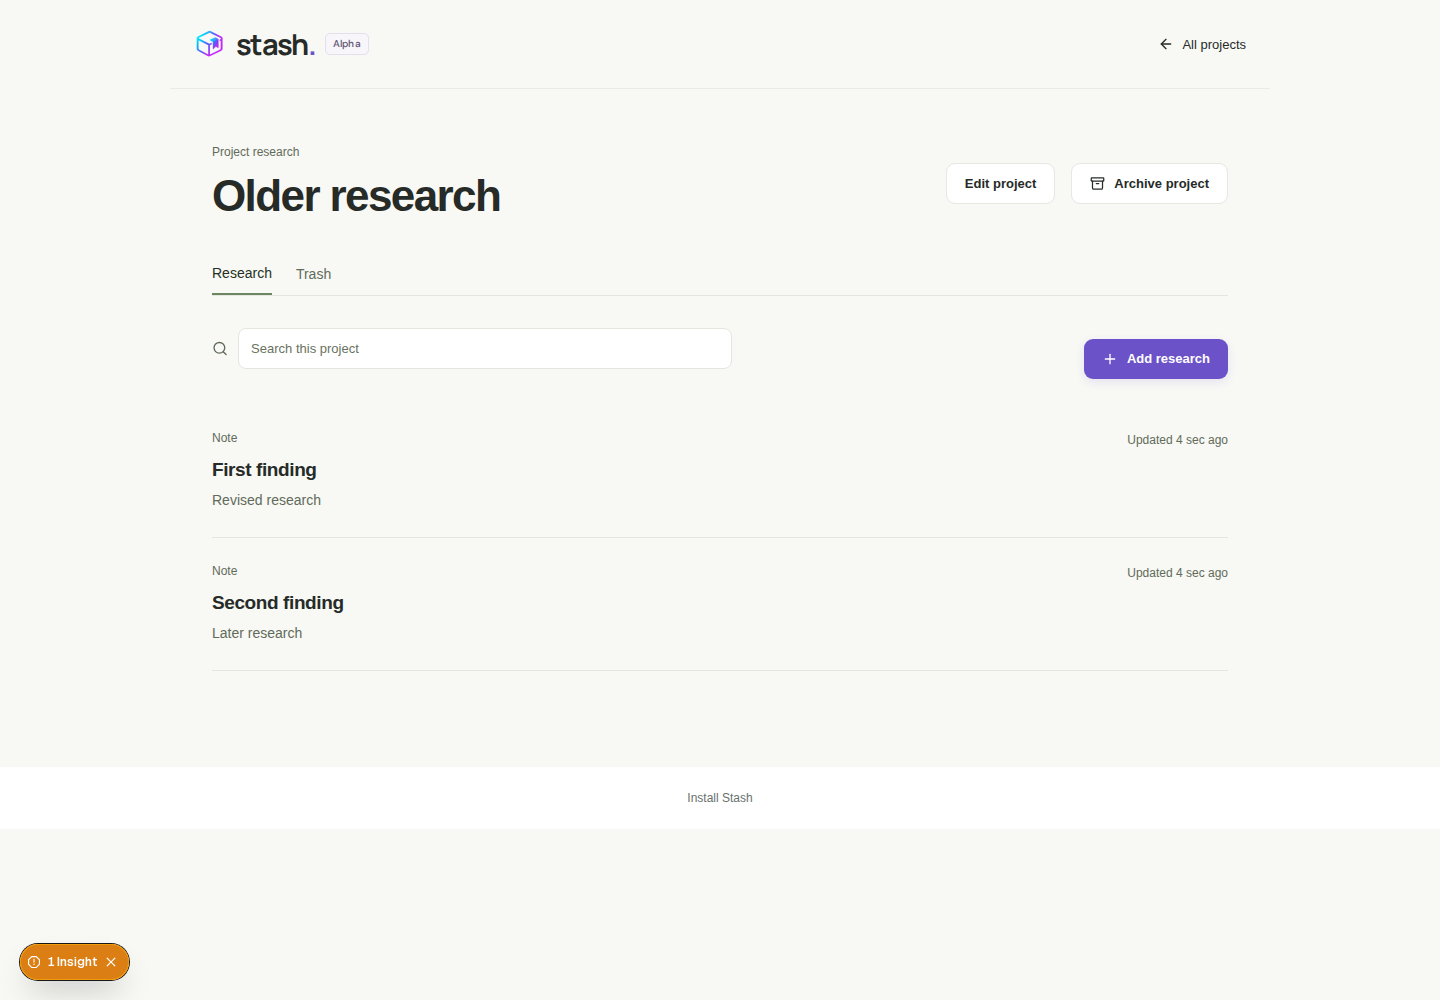 stash.
Alpha
All projects
Project research
Older research
Edit project
Archive project
Research
Trash
Search this project
Add research
Note
Updated 4 sec ago
First finding
Revised research
Note
Updated 4 sec ago
Second finding
Later research
Install Stash
1 Insight